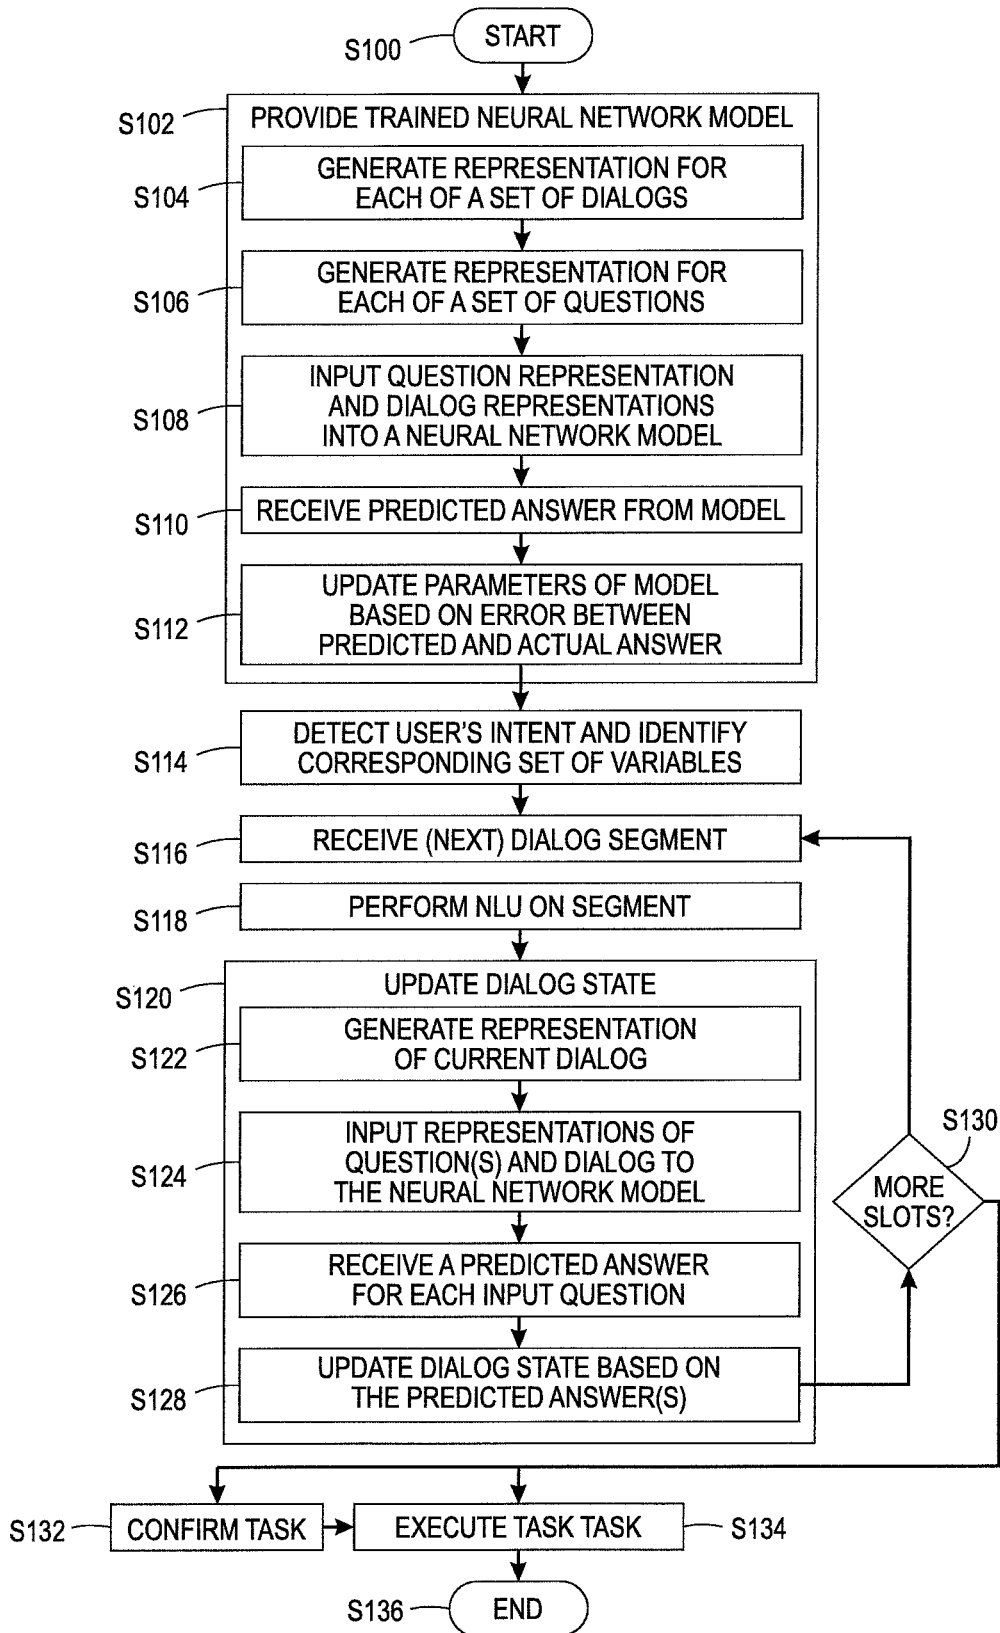 S100
START
S102
PROVIDE TRAINED NEURAL NETWORK MODEL
S104
GENERATE REPRESENTATION FOR
EACH OF A SET OF DIALOGS
S106
GENERATE REPRESENTATION FOR
EACH OF A SET OF QUESTIONS
S108
INPUT QUESTION REPRESENTATION
AND DIALOG REPRESENTATIONS
INTO A NEURAL NETWORK MODEL
S110
RECEIVE PREDICTED ANSWER FROM MODEL
S112
UPDATE PARAMETERS OF MODEL
BASED ON ERROR BETWEEN
PREDICTED AND ACTUAL ANSWER
S114
DETECT USER'S INTENT AND IDENTIFY
CORRESPONDING SET OF VARIABLES
S116
RECEIVE (NEXT) DIALOG SEGMENT
S118
PERFORM NLU ON SEGMENT
S120
UPDATE DIALOG STATE
S122
GENERATE REPRESENTATION
OF CURRENT DIALOG
S124
INPUT REPRESENTATIONS OF
QUESTION(S) AND DIALOG TO
THE NEURAL NETWORK MODEL
S126
RECEIVE A PREDICTED ANSWER
FOR EACH INPUT QUESTION
S128
UPDATE DIALOG STATE BASED ON
THE PREDICTED ANSWER(S)
S130
MORE
SLOTS?
S132
CONFIRM TASK
EXECUTE TASK TASK
S134
S136
END